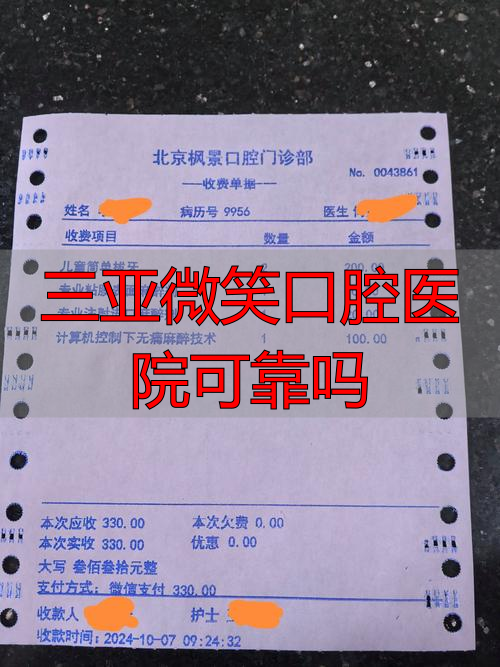 北京枫景口腔门诊部
No. 0043861
——收费单据——
姓名 病历号 9956 医生
收费项目 数量 金额
儿童简单拔牙 200.00
三亚微笑口腔医
计算机控制下无痛麻醉技术 1 100.00
院可靠吗
本次应收 330.00 本次欠费 0.00
本次实收 330.00 优惠 0.00
大写 叁佰叁拾元整
支付方式: 微信支付 330.00
收款人 护士
收款时间: 2024-10-07 09:24:32